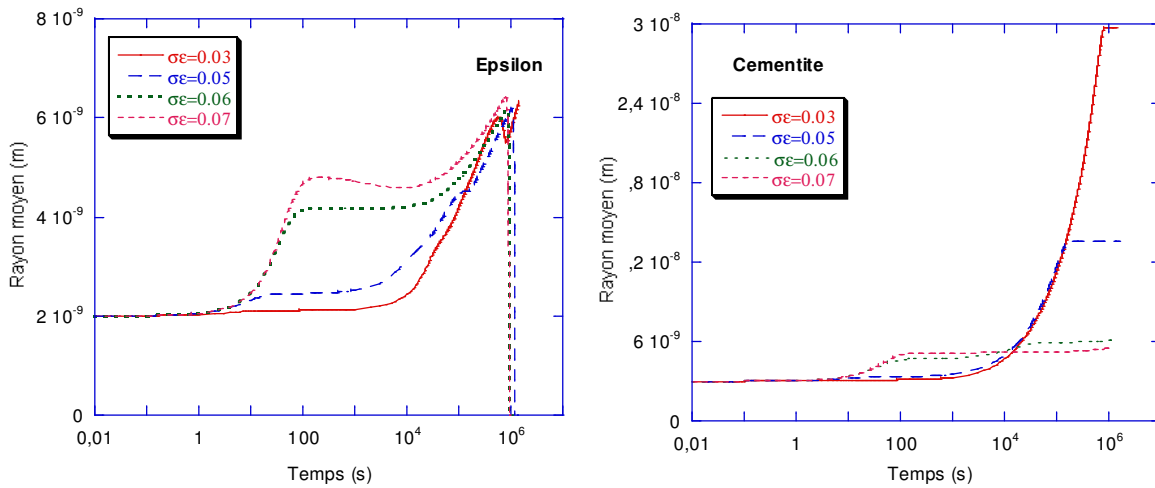 8 10⁻⁹
6 10⁻⁹
4 10⁻⁹
2 10⁻⁹
0
Rayon moyen (m)
σε=0.03
σε=0.05
σε=0.06
σε=0.07
Epsilon
0,01
1
100
10⁴
10⁶
Temps (s)
3 10⁻⁸
2,4 10⁻⁸
,8 10⁻⁸
,2 10⁻⁸
6 10⁻⁹
0
Rayon moyen (m)
Cementite
σε=0.03
σε=0.05
σε=0.06
σε=0.07
0,01
1
100
10⁴
10⁶
Temps (s)